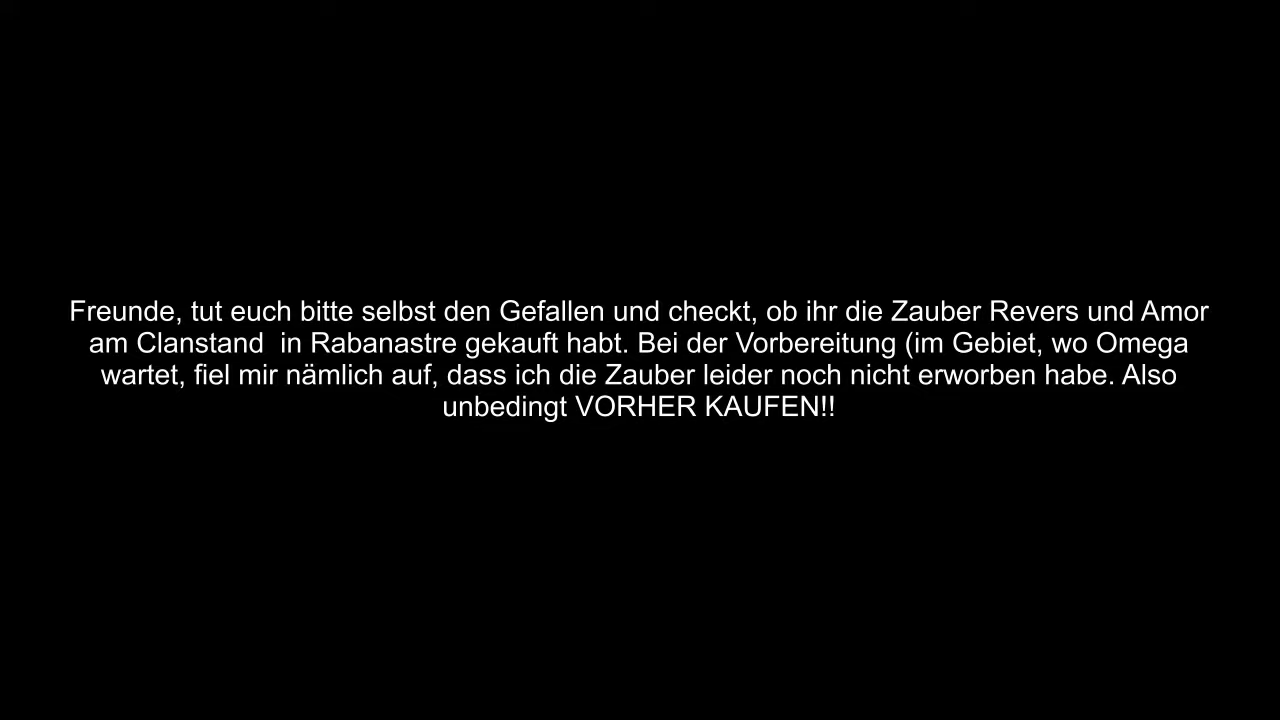 Freunde, tut euch bitte selbst den Gefallen und checkt, ob ihr die Zauber Revers und Amor
am Clanstand  in Rabanastre gekauft habt. Bei der Vorbereitung (im Gebiet, wo Omega
wartet, fiel mir nämlich auf, dass ich die Zauber leider noch nicht erworben habe. Also
unbedingt VORHER KAUFEN!!